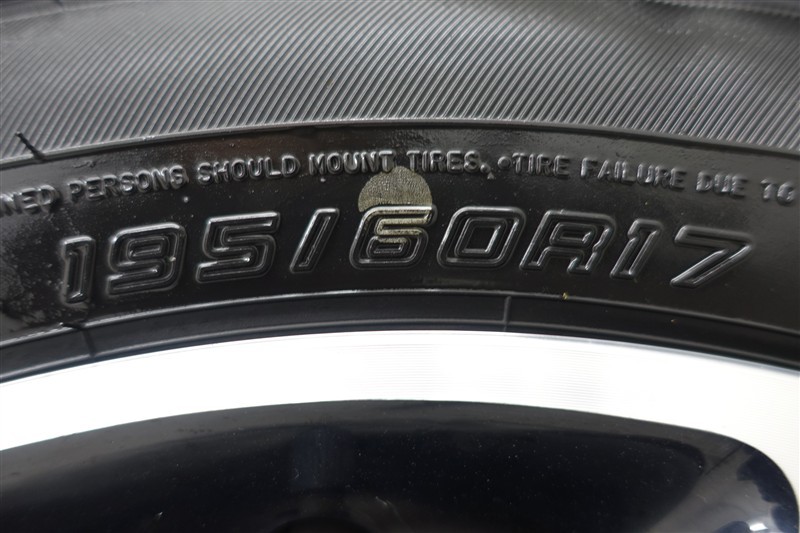 NED PERSONS SHOULD MOUNT TIRES. •TIRE FAILURE DUE TO
195/60R17